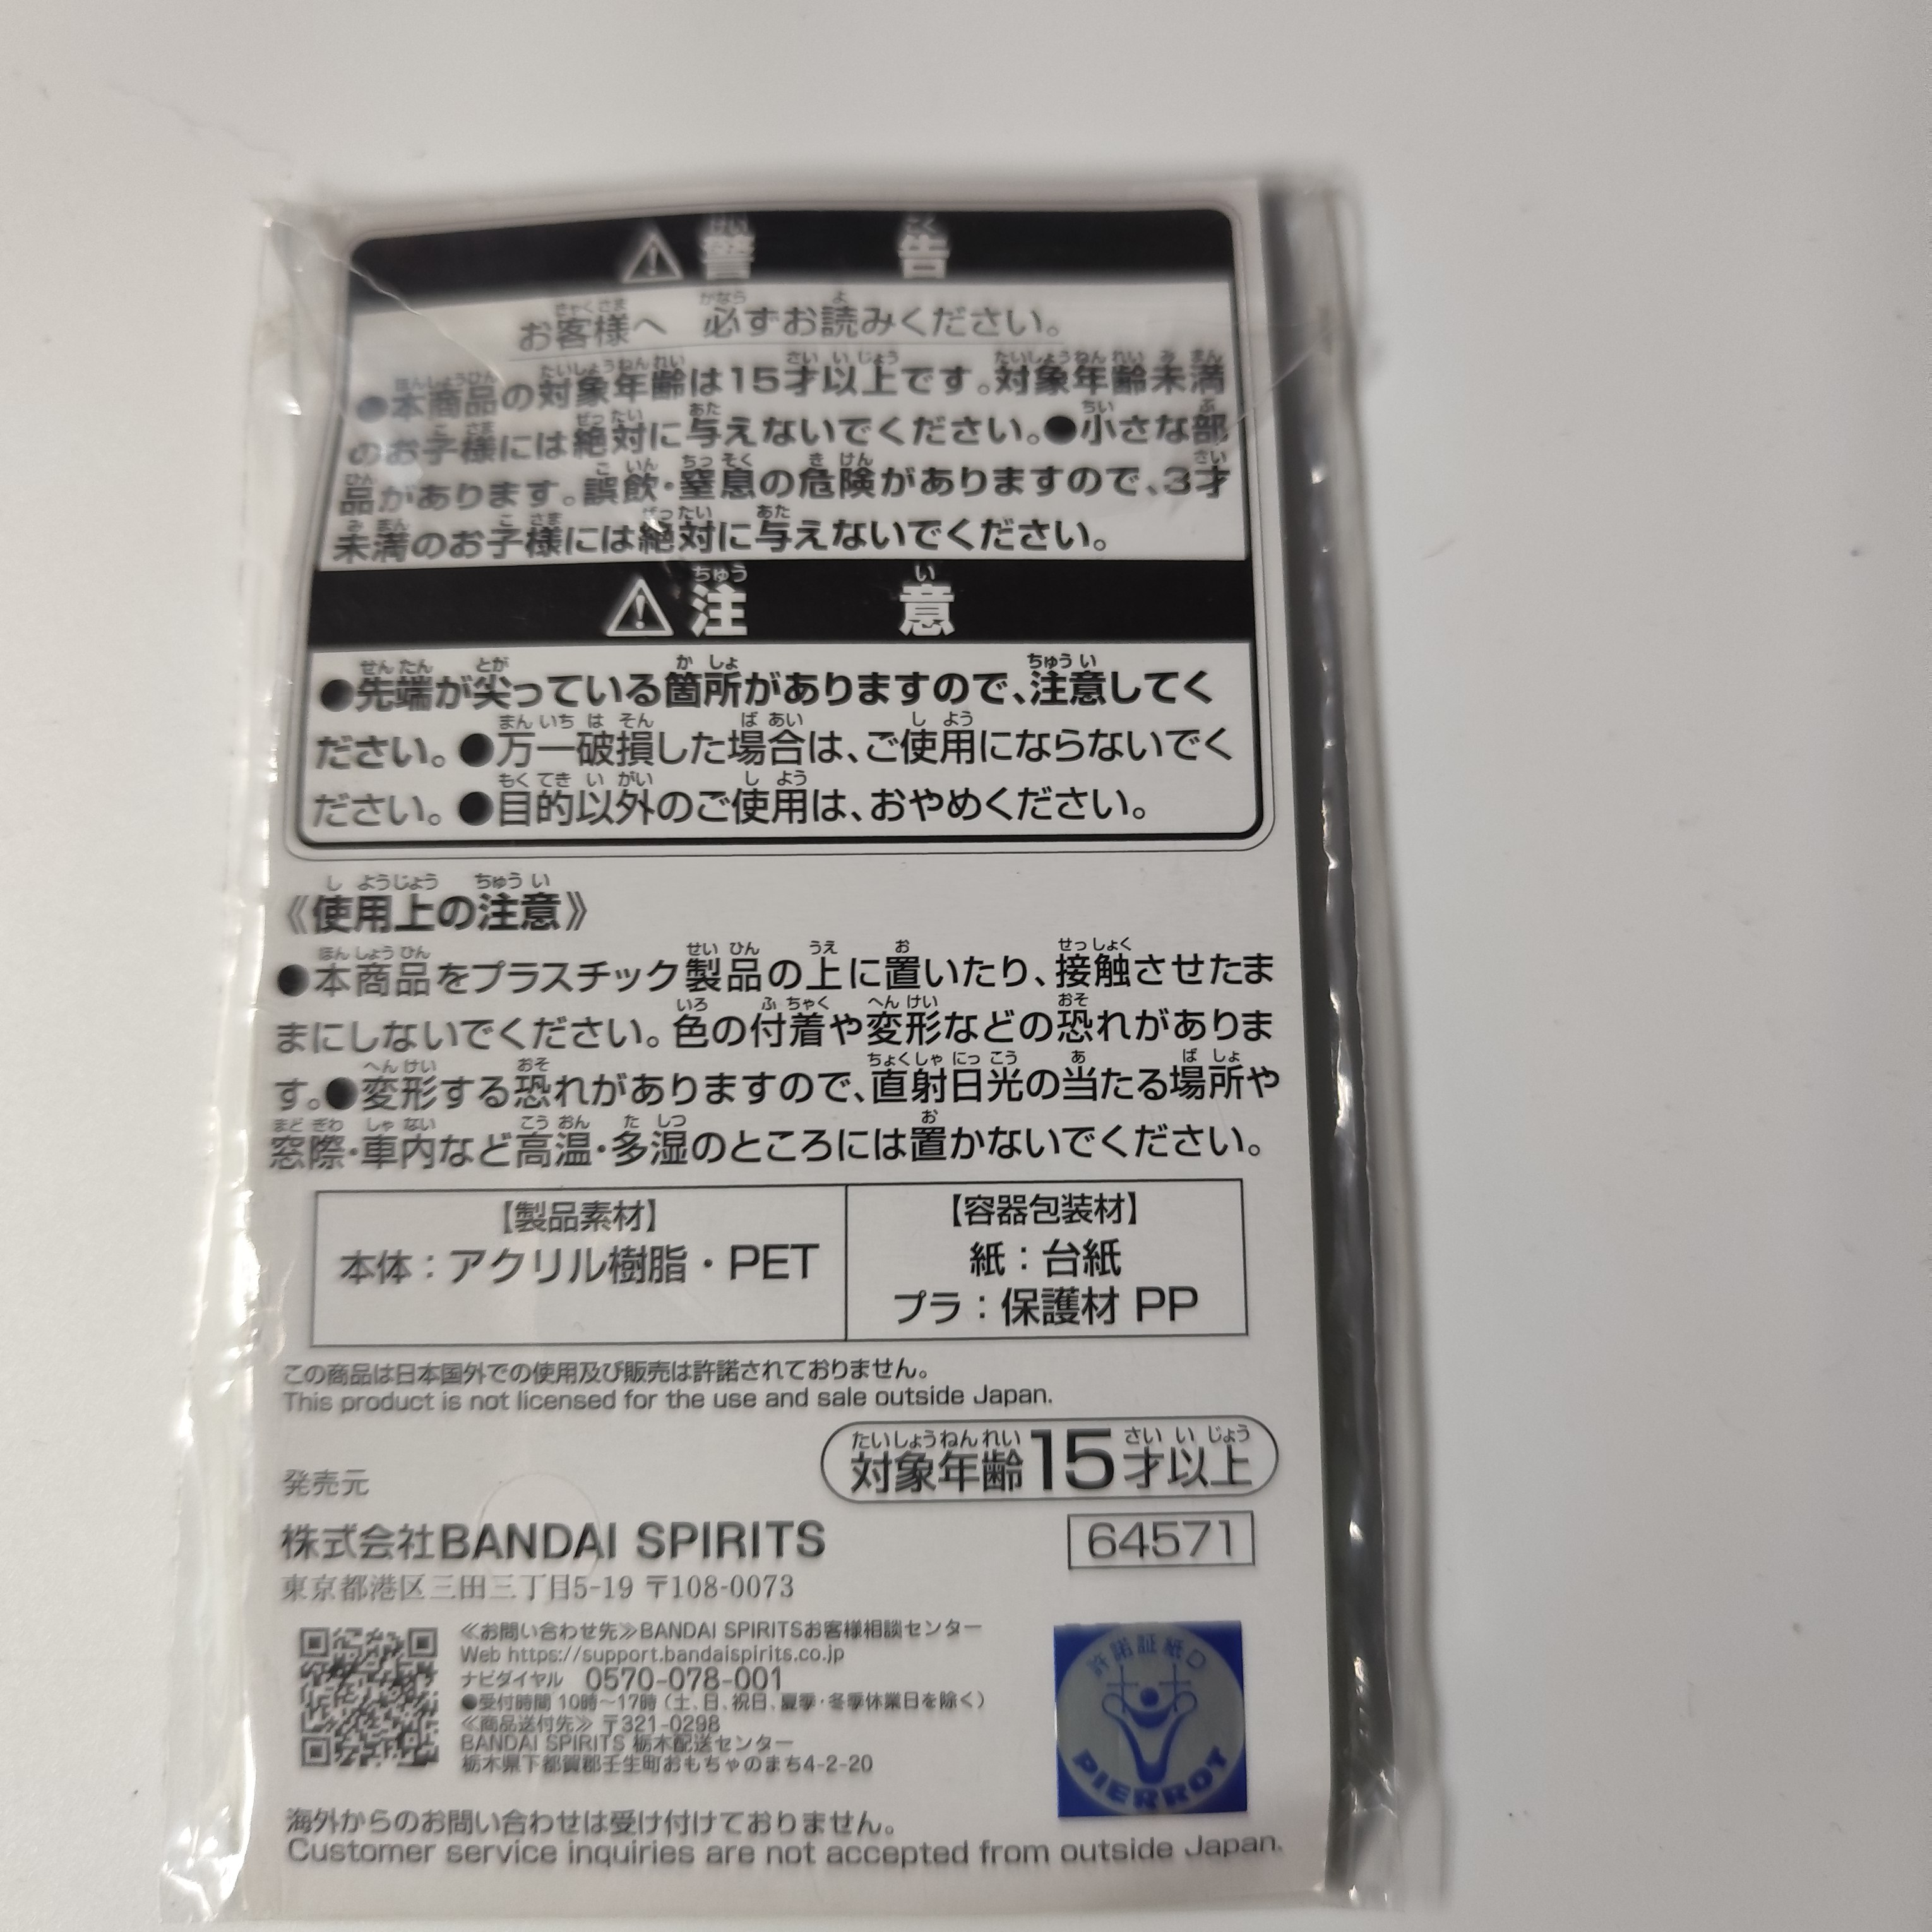 警告
お客様へ 必ずお読みください。
●本商品の対象年齢は15才以上です。対象年齢未満
のお子様には絶対に与えないでください。●小さな部
品があります。誤飲・窒息の危険がありますので、3才
未満のお子様には絶対に与えないでください。
注意
●先端が尖っている箇所がありますので、注意してく
ださい。●万一破損した場合は、ご使用にならないでく
ださい。●目的以外のご使用は、おやめください。
《使用上の注意》
●本商品をプラスチック製品の上に置いたり、接触させたま
まにしないでください。色の付着や変形などの恐れがありま
す。●変形する恐れがありますので、直射日光の当たる場所や
窓際・車内など高温・多湿のところには置かないでください。
【製品素材】
本体：アクリル樹脂・PET
【容器包装材】
紙：台紙
プラ：保護材 PP
この商品は日本国外での使用及び販売は許諾されておりません。
This product is not licensed for the use and sale outside Japan.
対象年齢15才以上
発売元
株式会社BANDAI SPIRITS
64571
東京都港区三田三丁目5-19 〒108-0073
≪お問い合わせ先≫BANDAI SPIRITSお客様相談センター
Web https://support.bandaispirits.co.jp
ナビダイヤル 0570-078-001
●受付時間 10時～17時（土、日、祝日、夏季・冬季休業日を除く）
≪商品送付先≫ 〒321-0298
BANDAI SPIRITS 栃木配送センター
栃木県下都賀郡壬生町おもちゃのまち4-2-20
許諾証紙D
PIERROT
海外からのお問い合わせは受け付けておりません。
Customer service inquiries are not accepted from outside Japan.